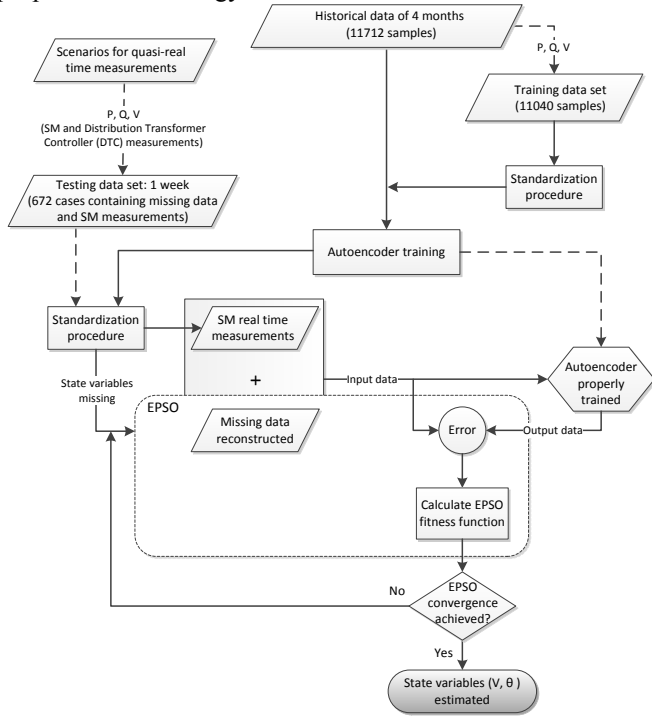 Historical data of 4 months
(11712 samples)
Scenarios for quasi-real
time measurements
P, Q, V
Training data set
(11040 samples)
P, Q, V
(SM and Distribution Transformer
Controller (DTC) measurements)
Testing data set: 1 week
(672 cases containing missing data
and SM measurements)
Standardization
procedure
Autoencoder training
Standardization
procedure
SM real time
measurements
State variables
missing
+
Input data
Autoencoder
properly
trained
EPSO
Missing data
reconstructed
Error
Output data
Calculate EPSO
fitness function
No
EPSO
convergence
achieved?
Yes
State variables (V, θ )
estimated